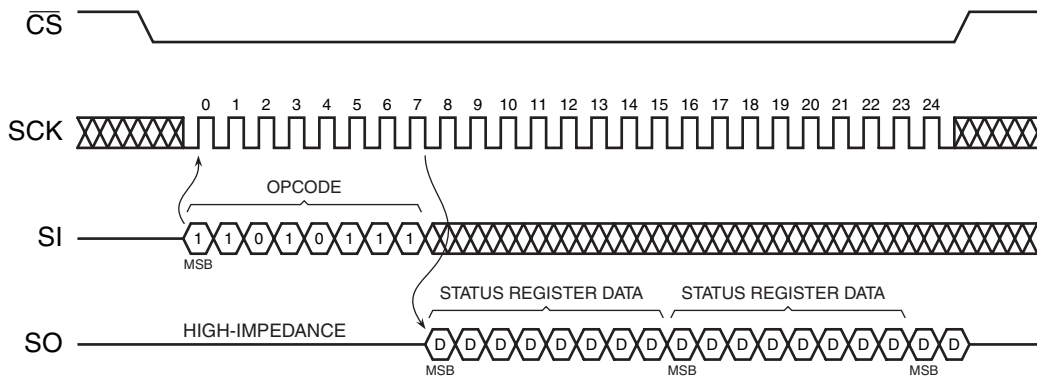 CS
SCK 0 1 2 3 4 5 6 7 8 9 10 11 12 13 14 15 16 17 18 19 20 21 22 23 24
OPCODE
SI 1 1 0 1 0 1 1 1
MSB
STATUS REGISTER DATA STATUS REGISTER DATA
HIGH-IMPEDANCE
SO D D D D D D D D D D D D D D D D D D
MSB MSB MSB